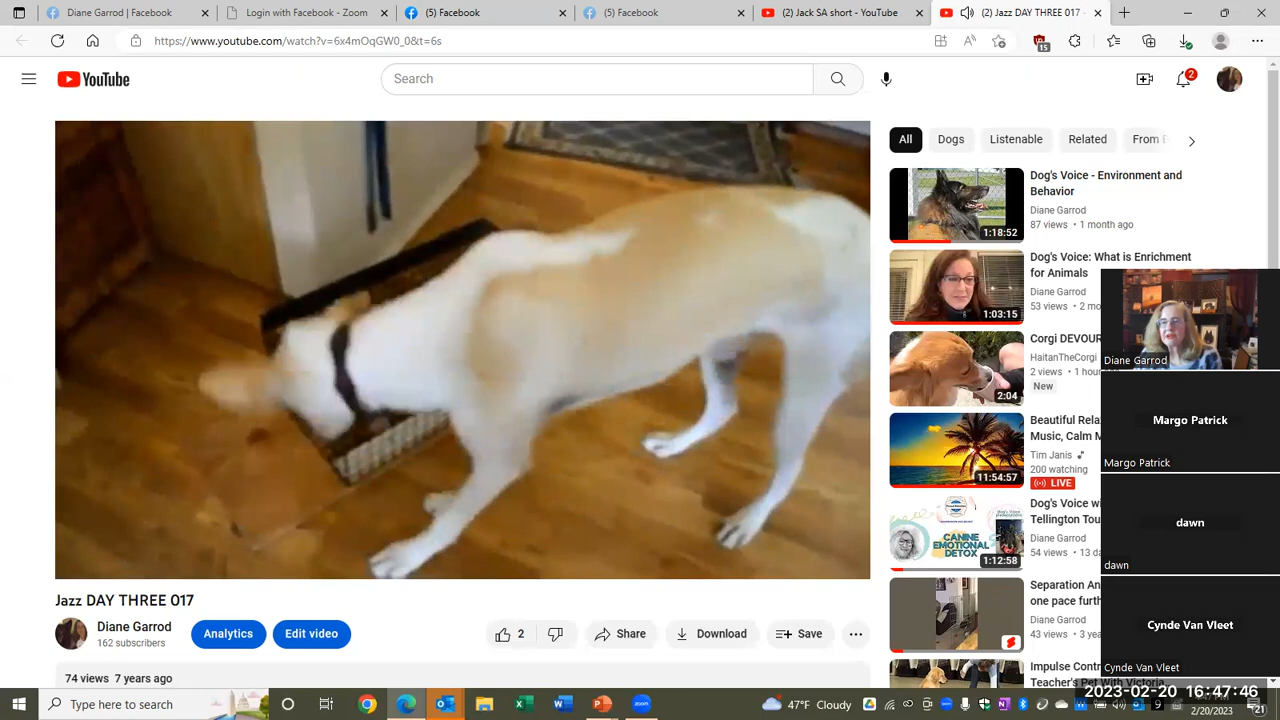 Diane Garrod | Facebook
Login with Facebook - Zoom
(5) Facebook
(5) Facebook
(2) Jack SA short - YouTube
(2) Jazz DAY THREE 017 -
https://www.youtube.com/watch?v=6x4mOqGW0_0&t=6s
15
YouTube
Search
2
All
Dogs
Listenable
Related
From
Dog's Voice - Environment and
Behavior
Diane Garrod
87 views • 1 month ago
1:18:52
Dog's Voice: What is Enrichment
for Animals
Diane Garrod
53 views • 2 mo
1:03:15
Corgi DEVOUR
HaitanTheCorgi
2 views • 1 hou
New
2:04
Beautiful Rela
Music, Calm M
Tim Janis
200 watching
LIVE
11:54:57
Dog's Voice wi
Tellington Tou
Diane Garrod
54 views • 13 da
CANINE
EMOTIONAL
DETOX
1:12:58
Separation An
one pace furth
Diane Garrod
43 views • 3 yea
Impulse Contr
Teacher's Pet With Victoria
Diane Garrod
Margo Patrick
Margo Patrick
dawn
dawn
Cynde Van Vleet
Cynde Van Vleet
Jazz DAY THREE 017
Diane Garrod
162 subscribers
Analytics
Edit video
2
Share
Download
Save
74 views 7 years ago
Type here to search
47°F Cloudy
2023-02-20 16:47:46
2/20/2023
21